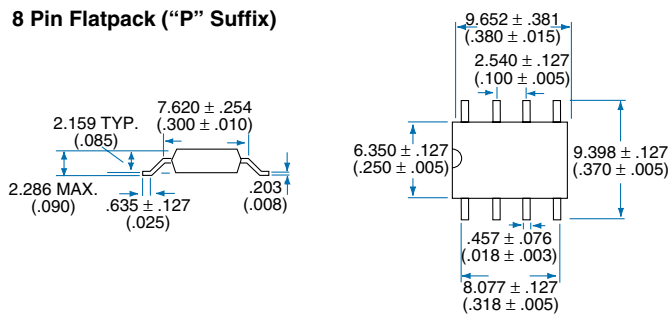 8 Pin Flatpack (“P” Suffix)
7.620 ± .254
(.300 ± .010)
2.159 TYP.
(.085)
2.286 MAX.
(.090)
.635 ± .127
(.025)
.203
(.008)
9.652 ± .381
(.380 ± .015)
2.540 ± .127
(.100 ± .005)
6.350 ± .127
(.250 ± .005)
9.398 ± .127
(.370 ± .005)
.457 ± .076
(.018 ± .003)
8.077 ± .127
(.318 ± .005)